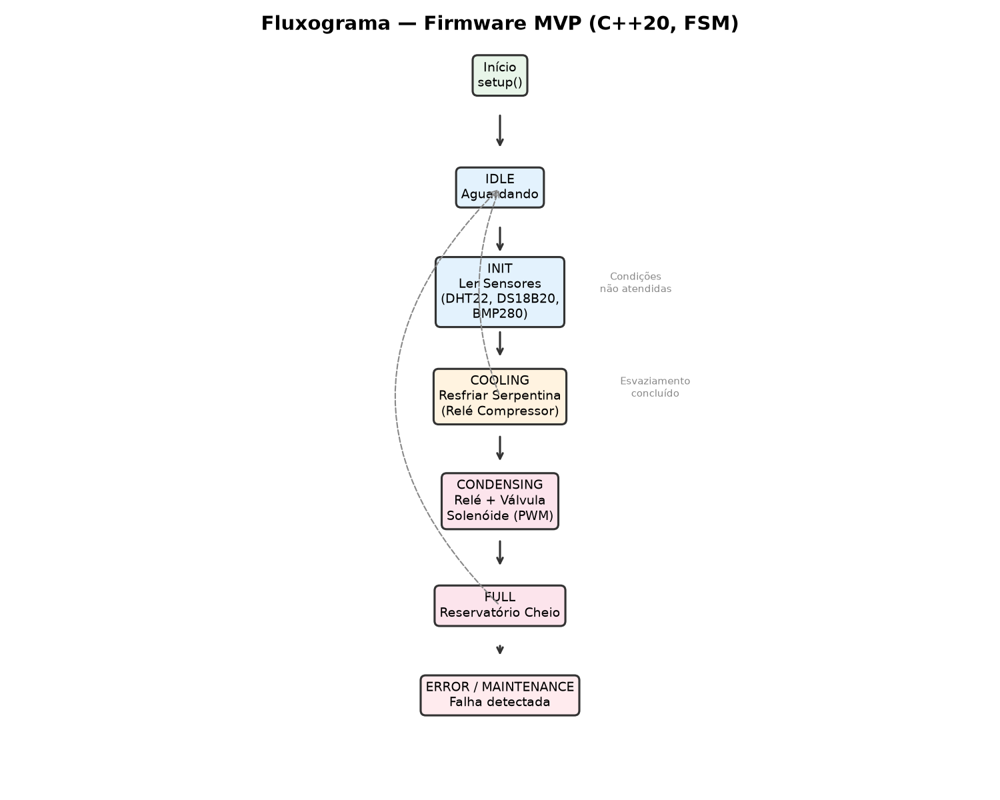 Fluxograma — Firmware MVP (C++20, FSM)
Início
setup()
IDLE
Aguardando
INIT
Ler Sensores
(DHT22, DS18B20,
BMP280)
Condições
não atendidas
COOLING
Resfriar Serpentina
(Relé Compressor)
Esvaziamento
concluído
CONDENSING
Relé + Válvula
Solenóide (PWM)
FULL
Reservatório Cheio
ERROR / MAINTENANCE
Falha detectada